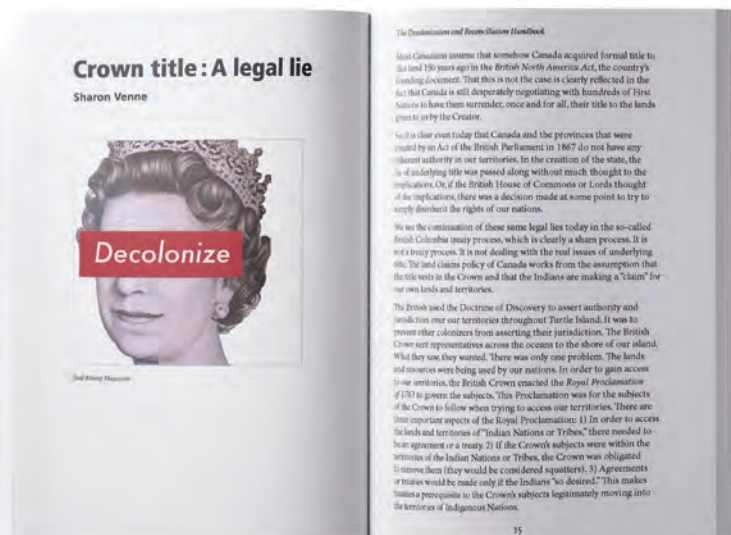 Crown title : A legal lie
Sharon Venne
Decolonize
The Decolonization and Reconciliation Handbook
Most Canadians assume that somehow Canada acquired formal title to
this land 150 years ago in the British North America Act, the country's
founding document. That this is not the case is clearly reflected in the
fact that Canada is still desperately negotiating with hundreds of First
Nations to have them surrender, once and for all, their title to the lands
given to us by the Creator.
So it is clear even today that Canada and the provinces that were
created by an Act of the British Parliament in 1867 do not have any
inherent authority in our territories. In the creation of the state, the
lie of underlying title was passed along without much thought to the
implications. Or, if the British House of Commons or Lords thought
of the implications, there was a decision made at some point to try to
simply disinherit the rights of our nations.
We see the continuation of these same legal lies today in the so-called
British Columbia treaty process, which is clearly a sham process. It is
not a treaty process. It is not dealing with the real issues of underlying
title. The land claims policy of Canada works from the assumption that
the title vests in the Crown and that the Indians are making a "claim" for
our own lands and territories.
The British used the Doctrine of Discovery to assert authority and
jurisdiction over our territories throughout Turtle Island. It was to
prevent other colonizers from asserting their jurisdiction. The British
Crown sent representatives across the oceans to the shore of our island.
What they saw, they wanted. There was only one problem. The lands
and resources were being used by our nations. In order to gain access
to our territories, the British Crown enacted the Royal Proclamation
of 1763 to govern the subjects. This Proclamation was for the subjects
of the Crown to follow when trying to access our territories. There are
three important aspects of the Royal Proclamation: 1) In order to access
the lands and territories of "Indian Nations or Tribes," there needed to
be an agreement or a treaty. 2) If the Crown's subjects were within the
territories of the Indian Nations or Tribes, the Crown was obligated
to remove them (they would be considered squatters). 3) Agreements
or treaties would be made only if the Indians "so desired." This makes
treaties a prerequisite to the Crown's subjects legitimately moving into
the territories of Indigenous Nations.
15